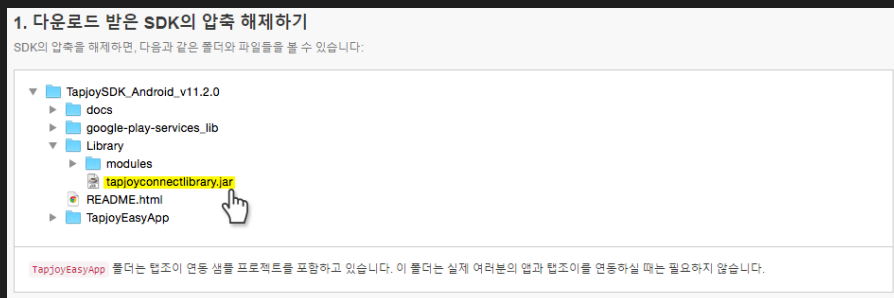 1. 다운로드 받은 SDK의 압축 해제하기
SDK의 압축을 해제하면, 다음과 같은 폴더와 파일들을 볼 수 있습니다:
TapjoySDK_Android_v11.2.0
docs
google-play-services_lib
Library
modules
tapjoyconnectlibrary.jar
README.html
TapjoyEasyApp
TapjoyEasyApp 폴더는 탭조이 연동 샘플 프로젝트를 포함하고 있습니다. 이 폴더는 실제 여러분의 앱과 탭조이를 연동하실 때는 필요하지 않습니다.